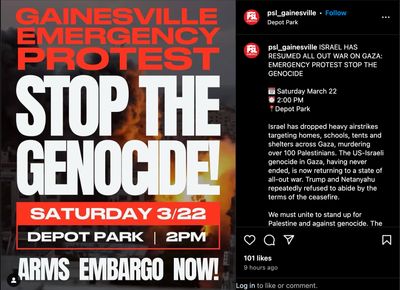 GAINESVILLE
EMERGENCY
PROTEST
STOP THE
GENOCIDE!
SATURDAY 3/22
DEPOT PARK | 2PM
ARMS EMBARGO NOW!
PSL
psl_gainesville • Follow
Depot Park
PSL
psl_gainesville ISRAEL HAS
RESUMED ALL OUT WAR ON GAZA:
EMERGENCY PROTEST STOP THE
GENOCIDE
📅 Saturday March 22
⏰ 2:00 PM
📍Depot Park
Israel has dropped heavy airstrikes
targeting homes, schools, tents and
shelters across Gaza, murdering
over 100 Palestinians. The US-Israeli
genocide in Gaza, having never
ended, is now returning to a state of
all-out war. Trump and Netanyahu
repeatedly refused to abide by the
terms of the ceasefire.
We must unite to stand up for
Palestine and against genocide. The
101 likes
9 hours ago
Log in to like or comment.